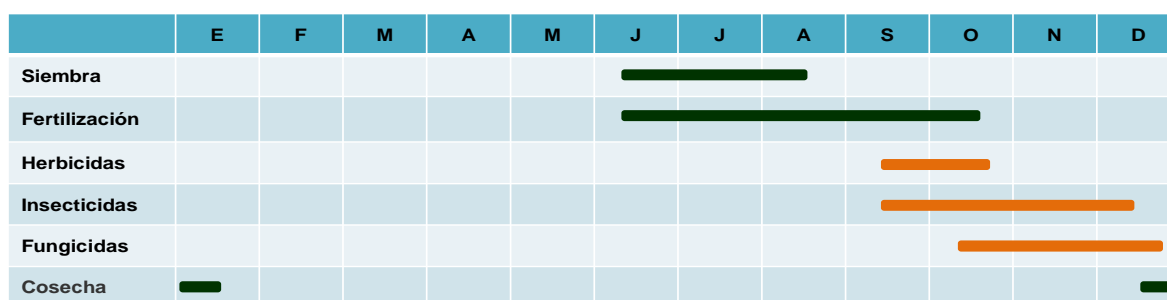 E F M A M J J A S O N D
Siembra
Fertilización
Herbicidas
Insecticidas
Fungicidas
Cosecha